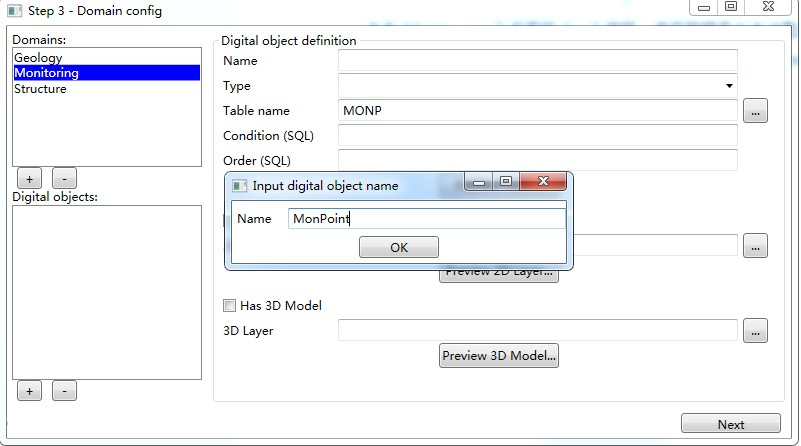 Step 3 - Domain config
Domains:
Geology
Monitoring
Structure
+ -
Digital objects:
+ -
Digital object definition
Name
Type
Table name MONP ...
Condition (SQL)
Order (SQL)
Input digital object name
Name MonPoint
OK
...
Preview 2D Layer...
Has 3D Model
3D Layer ...
Preview 3D Model...
Next